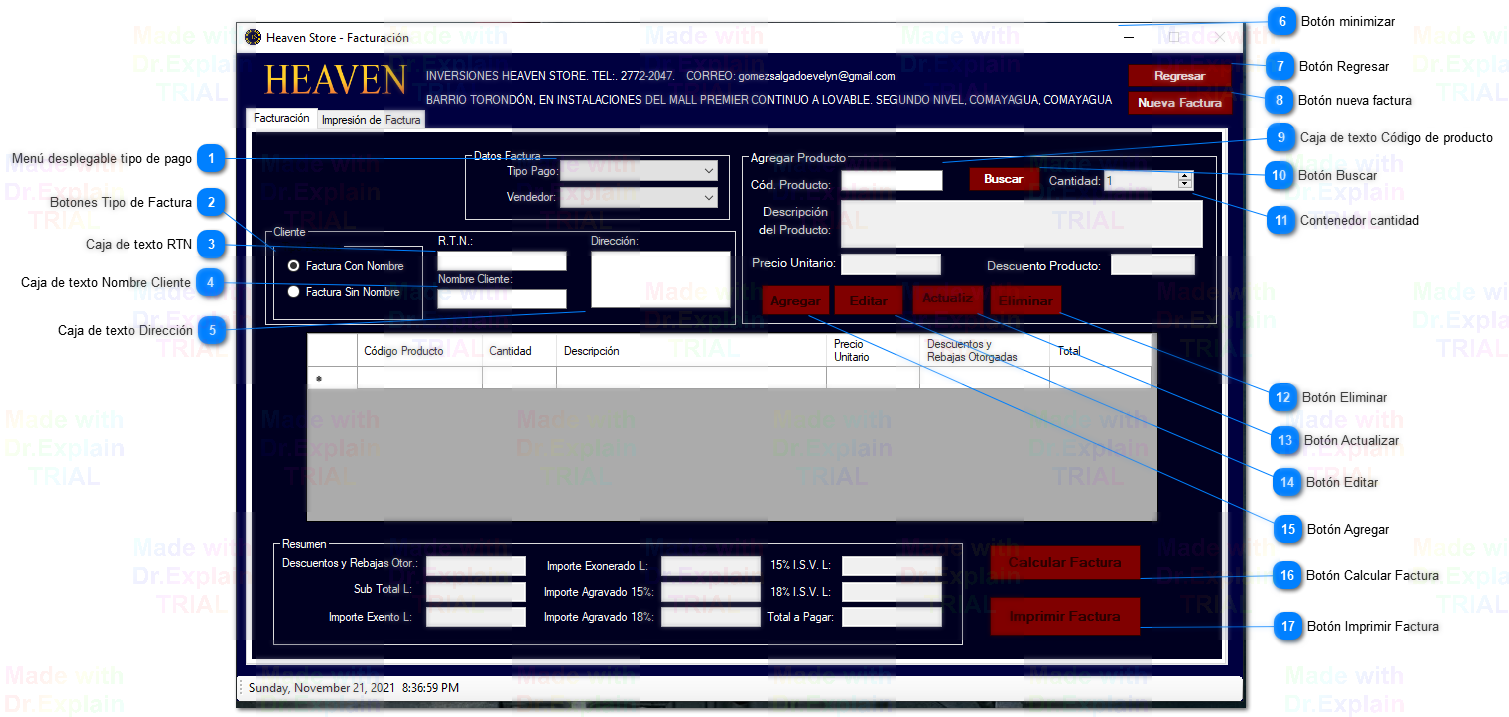 Heaven Store - Facturación
HEAVEN
INVERSIONES HEAVEN STORE. TEL:. 2772-2047. CORREO: gomezsalgadoevelyn@gmail.com
BARRIO TORONDÓN, EN INSTALACIONES DEL MALL PREMIER CONTINUO A LOVABLE. SEGUNDO NIVEL, COMAYAGUA, COMAYAGUA
Regresar
Nueva Factura
Facturación
Impresión de Factura
Datos Factura
Tipo Pago:
Vendedor:
Cliente
Factura Con Nombre
Factura Sin Nombre
R.T.N.:
Nombre Cliente:
Dirección:
Agregar Producto
Cód. Producto:
Buscar
Cantidad: 1
Descripción
del Producto:
Precio Unitario:
Descuento Producto:
Agregar
Editar
Actualiz
Eliminar
Código Producto
Cantidad
Descripción
Precio
Unitario
Descuentos y
Rebajas Otorgadas
Total
*
Resumen
Descuentos y Rebajas Otor.:
Sub Total L:
Importe Exento L:
Importe Exonerado L:
Importe Agravado 15%:
Importe Agravado 18%:
15% I.S.V. L:
18% I.S.V. L:
Total a Pagar:
Calcular Factura
Imprimir Factura
Sunday, November 21, 2021 8:36:59 PM
Menú desplegable tipo de pago 1
Botones Tipo de Factura 2
Caja de texto RTN 3
Caja de texto Nombre Cliente 4
Caja de texto Dirección 5
6 Botón minimizar
7 Botón Regresar
8 Botón nueva factura
9 Caja de texto Código de producto
10 Botón Buscar
11 Contenedor cantidad
12 Botón Eliminar
13 Botón Actualizar
14 Botón Editar
15 Botón Agregar
16 Botón Calcular Factura
17 Botón Imprimir Factura
Made with
Dr.Explain
TRIAL